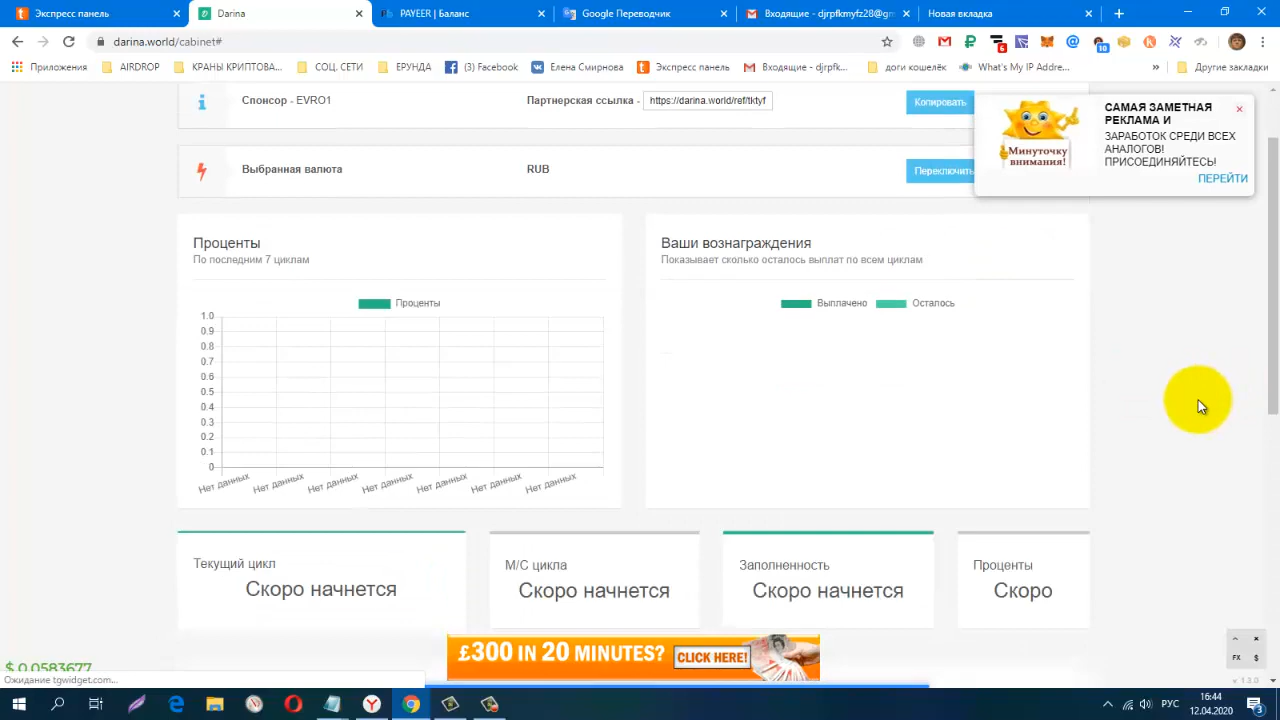 Экспресс панель
Darina
PAYEER | Баланс
Google Переводчик
Входящие - djrpfkmyfz28@gm
Новая вкладка
darina.world/cabinet#
6
10
Приложения
AIRDROP
КРАНЫ КРИПТОВА...
СОЦ. СЕТИ
ЕРУНДА
(3) Facebook
Елена Смирнова
Экспресс панель
Входящие - djrpfk...
доги кошелёк
What's My IP Addre...
»
Другие закладки
Спонсор - EVRO1
Партнерская ссылка -
https://darina.world/ref/tktyf
Копировать
САМАЯ ЗАМЕТНАЯ
РЕКЛАМА И
ЗАРАБОТОК СРЕДИ ВСЕХ
АНАЛОГОВ!
ПРИСОЕДИНЯЙТЕСЬ!
ПЕРЕЙТИ
Минуточку
внимания!
Выбранная валюта
RUB
Переключить
Проценты
По последним 7 циклам
Проценты
1.0
0.9
0.8
0.7
0.6
0.5
0.4
0.3
0.2
0.1
0
Нет данных
Нет данных
Нет данных
Нет данных
Нет данных
Нет данных
Нет данных
Ваши вознаграждения
Показывает сколько осталось выплат по всем циклам
Выплачено
Осталось
Текущий цикл
Скоро начнется
М/С цикла
Скоро начнется
Заполненность
Скоро начнется
Проценты
Скоро
£300 IN 20 MINUTES?
CLICK HERE!
FX $
$ 0.0583677
Ожидание tgwidget.com...
v 1.3.0
РУС
16:44
12.04.2020
3